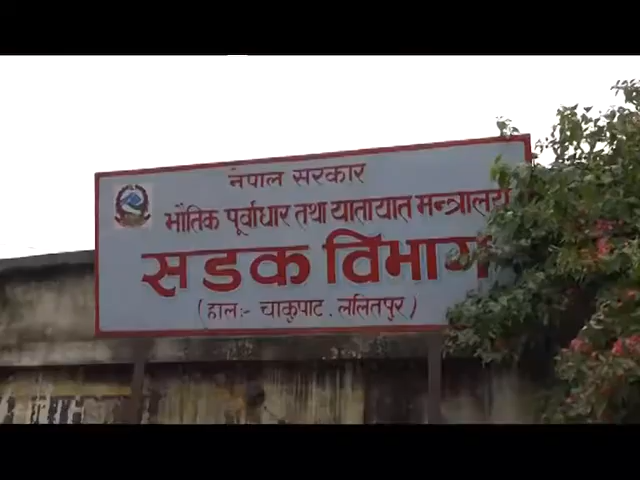 नेपाल सरकार
भौतिक पूर्वाधार तथा यातायात मन्त्रालय
सडक विभाग
(हाल:- चाकुपाट, ललितपुर)